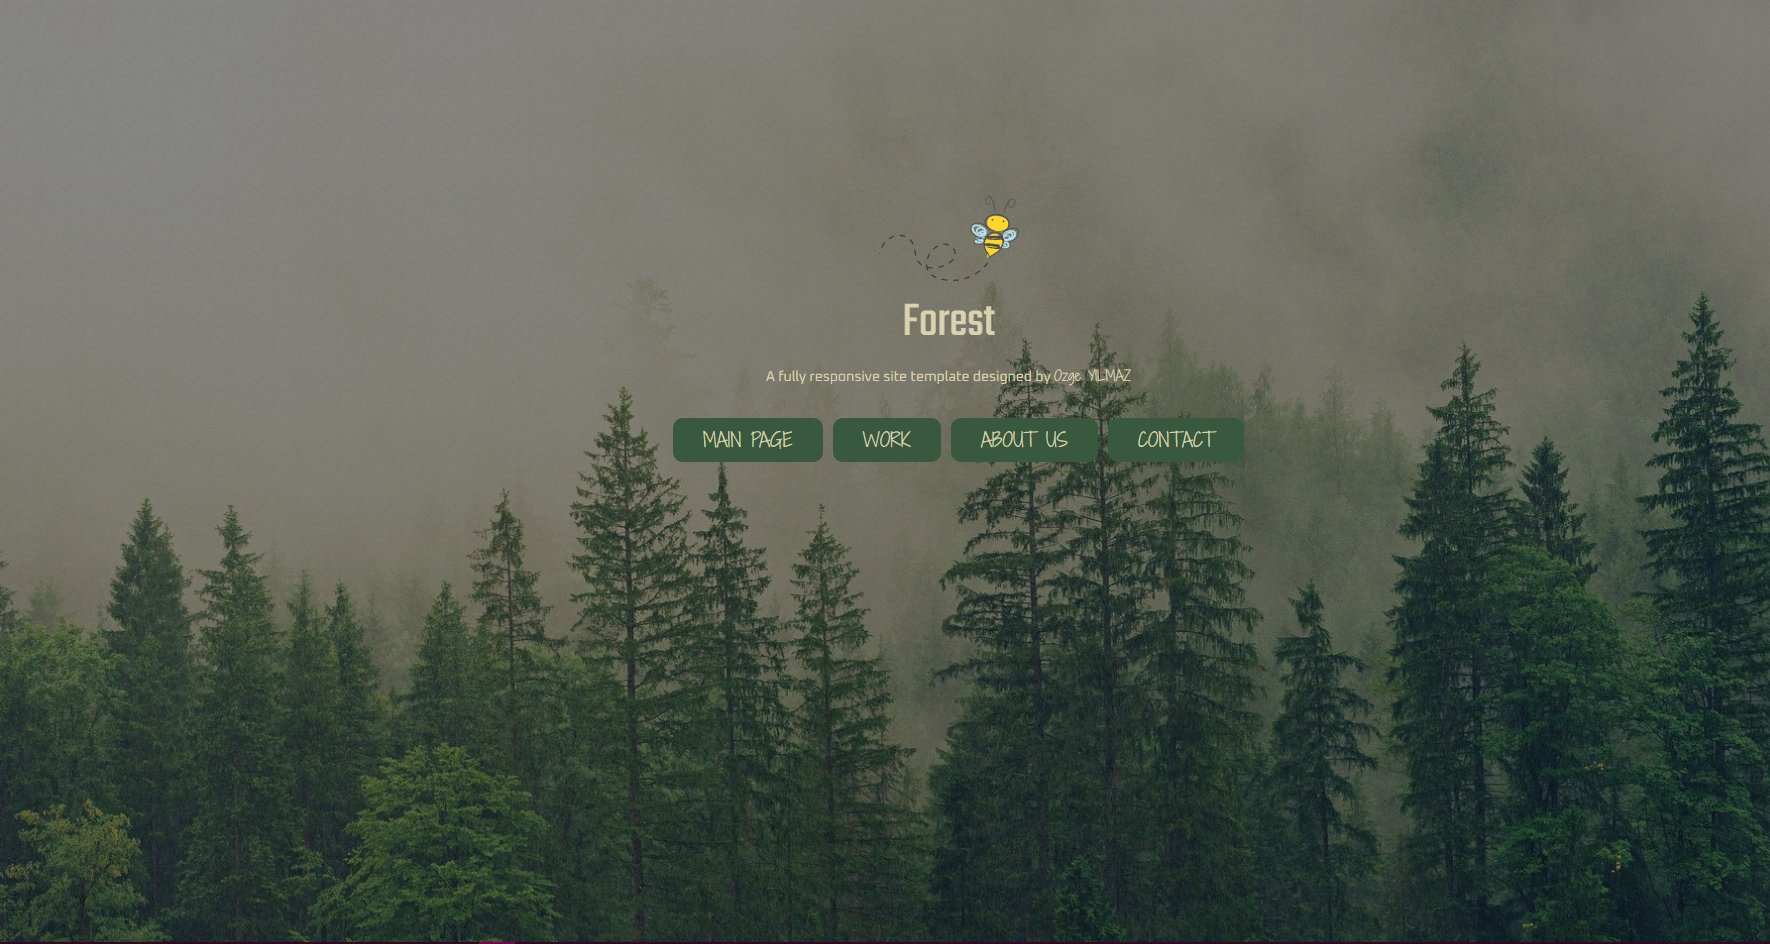 Forest
A fully responsive site template designed by Ozge YILMAZ
MAIN PAGE WORK ABOUT US CONTACT